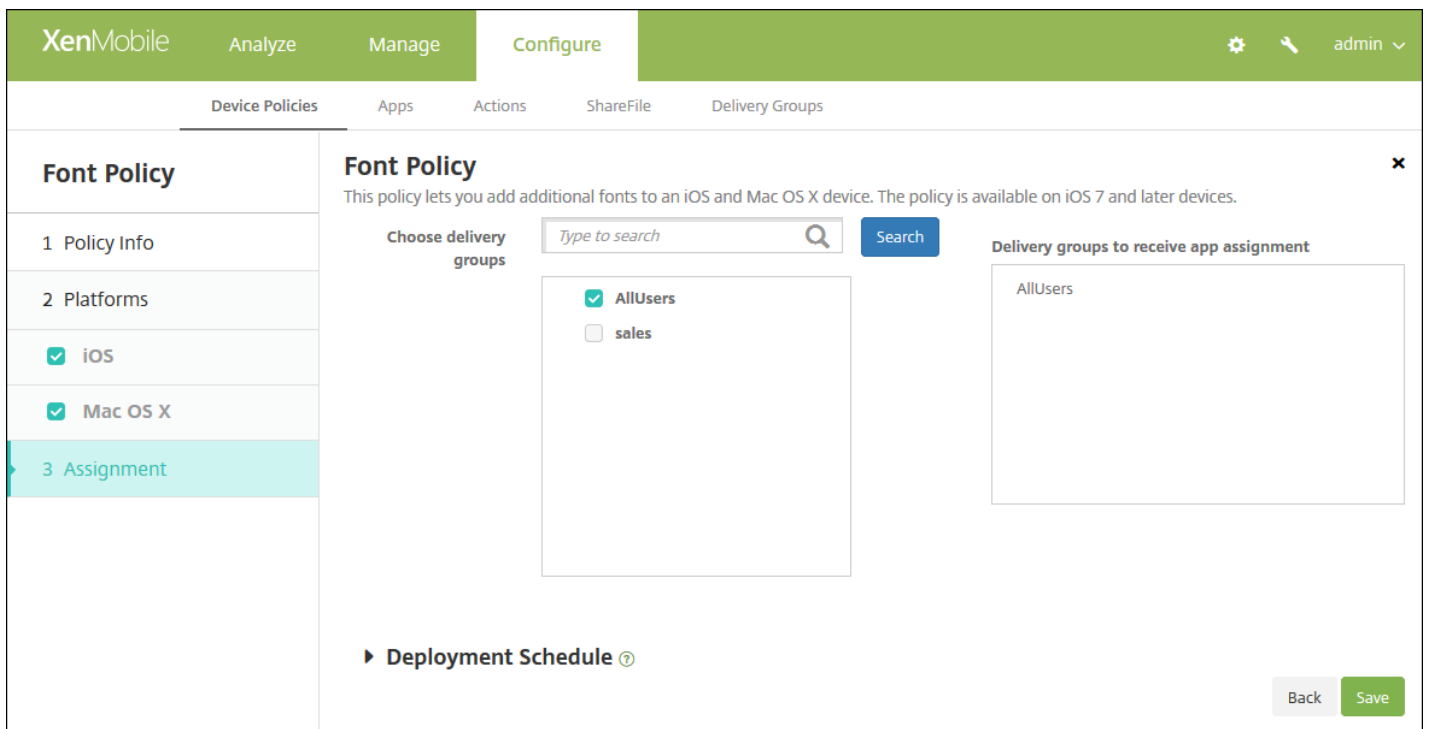 XenMobile Analyze Manage Configure admin
Device Policies Apps Actions ShareFile Delivery Groups
Font Policy
1 Policy Info
2 Platforms
iOS
Mac OS X
3 Assignment
Font Policy
This policy lets you add additional fonts to an iOS and Mac OS X device. The policy is available on iOS 7 and later devices.
Choose delivery
groups
Type to search
Search
AllUsers
sales
Delivery groups to receive app assignment
AllUsers
Deployment Schedule ?
Back Save